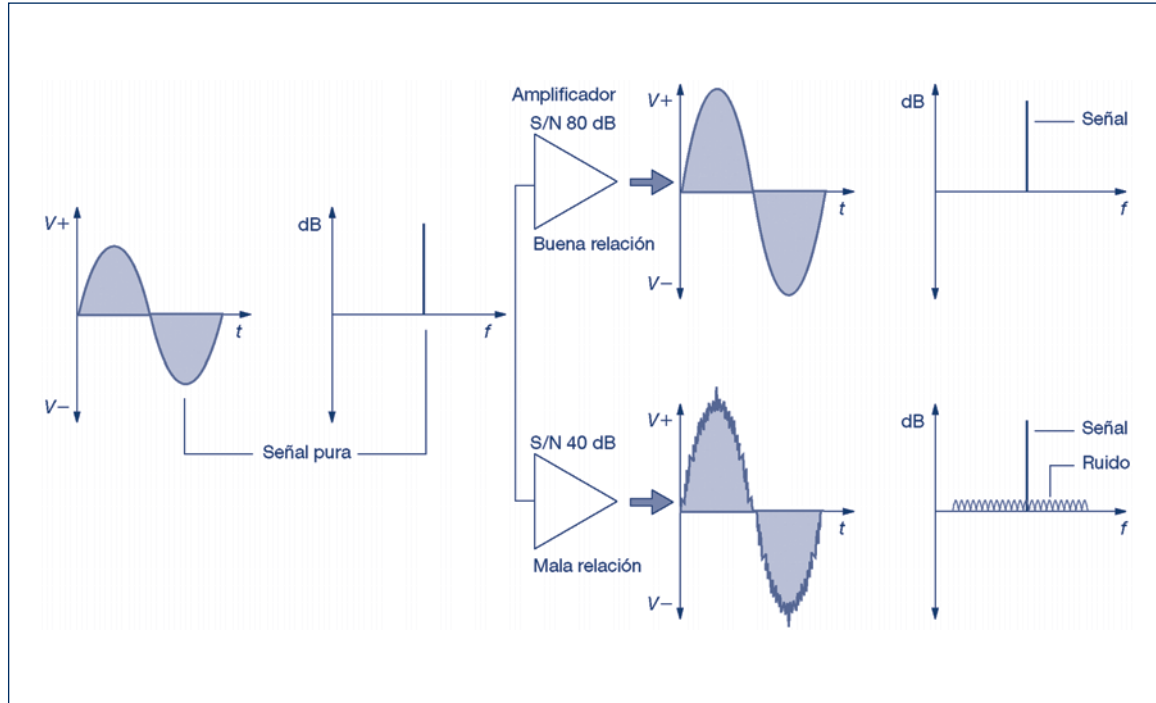 V+
V−
t
dB
f
Señal pura
Amplificador
S/N 80 dB
Buena relación
V+
V−
t
dB
Señal
f
S/N 40 dB
Mala relación
V+
V−
t
dB
Señal
Ruido
f